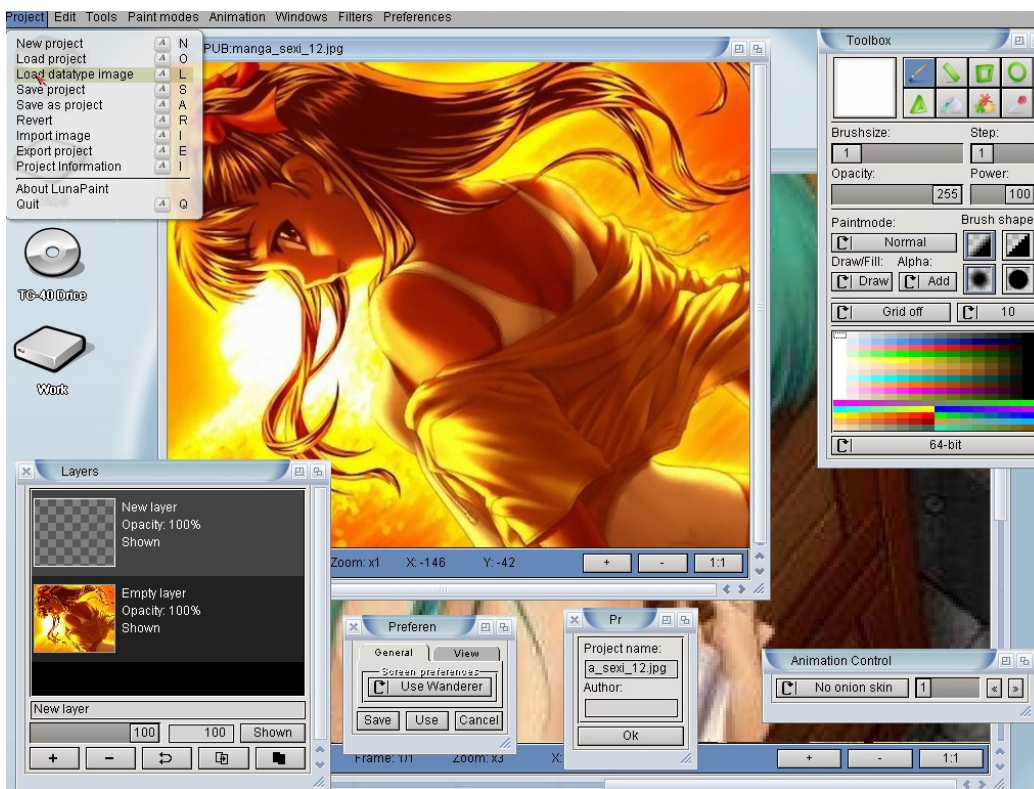 Project Edit Tools Paint modes Animation Windows Filters Preferences
New project A N
Load project A O
Load datatype image A L
Save project A S
Save as project A A
Revert A R
Import image A I
Export project A E
Project Information A I
About LunaPaint
Quit A Q
PUB:manga_sexi_12.jpg
TG-40 Drice
Work
Toolbox
Brushsize: Step:
1 1
Opacity: Power:
255 100
Paintmode: Brush shape
Normal
Draw/Fill: Alpha:
Draw Add
Grid off 10
64-bit
Zoom: x1 X: -146 Y: -42 + - 1:1
Layers
New layer
Opacity: 100%
Shown
Empty layer
Opacity: 100%
Shown
New layer
100 100 Shown
+ -
Preferen
General View
Screen preferences
Use Wanderer
Save Use Cancel
Pr
Project name:
a_sexi_12.jpg
Author:
Ok
Animation Control
No onion skin 1 « »
Frame: 1/1 Zoom: x3 X: + - 1:1